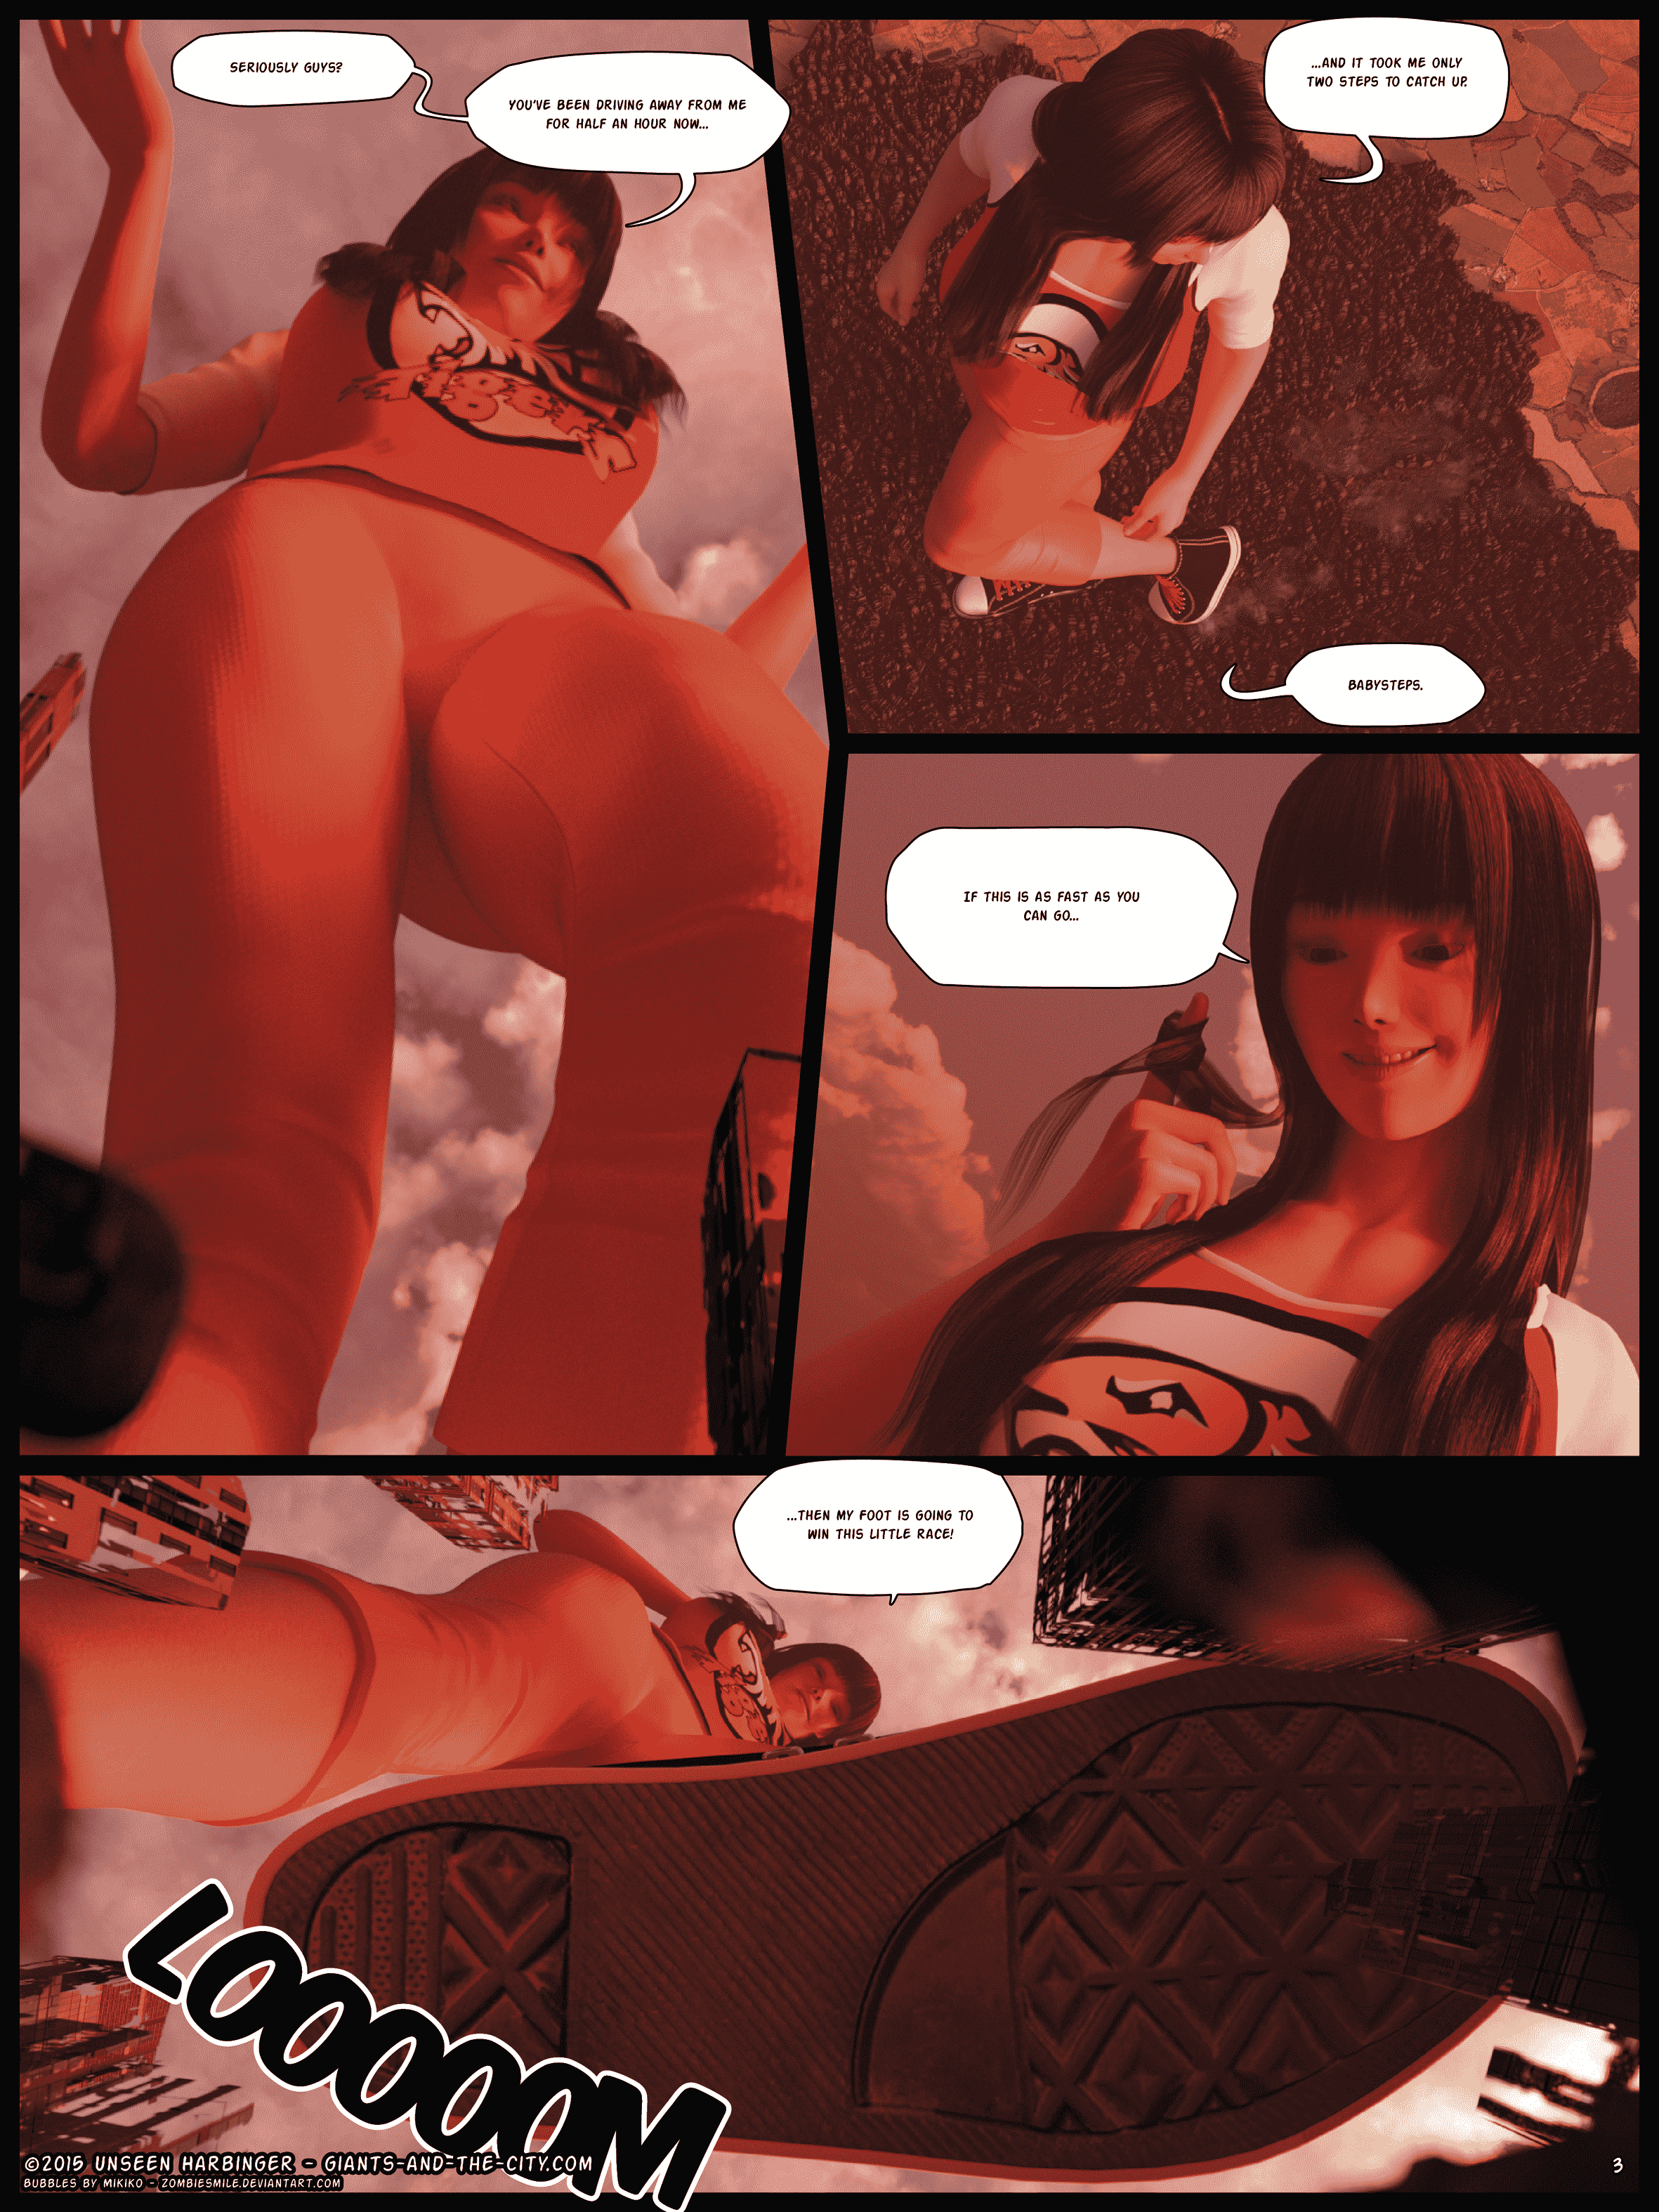 SERIOUSLY GUYS?
YOU'VE BEEN DRIVING AWAY FROM ME
FOR HALF AN HOUR NOW...
Tigers
...AND IT TOOK ME ONLY
TWO STEPS TO CATCH UP.
BABYSTEPS.
IF THIS IS AS FAST AS YOU
CAN GO...
...THEN MY FOOT IS GOING TO
WIN THIS LITTLE RACE!
LOOOOOM
©2015 UNSEEN HARBINGER - GIANTS-AND-THE-CITY.COM
BUBBLES BY MIKIKO - ZOMBIESMILE.DEVIANTART.COM
3